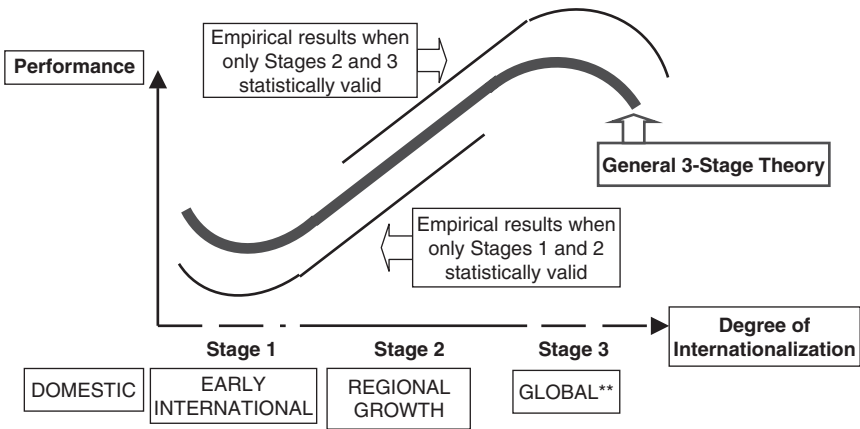 Performance
Empirical results when
only Stages 2 and 3
statistically valid
General 3-Stage Theory
Empirical results when
only Stages 1 and 2
statistically valid
Degree of
Internationalization
Stage 1
Stage 2
Stage 3
DOMESTIC
EARLY
INTERNATIONAL
REGIONAL
GROWTH
GLOBAL**